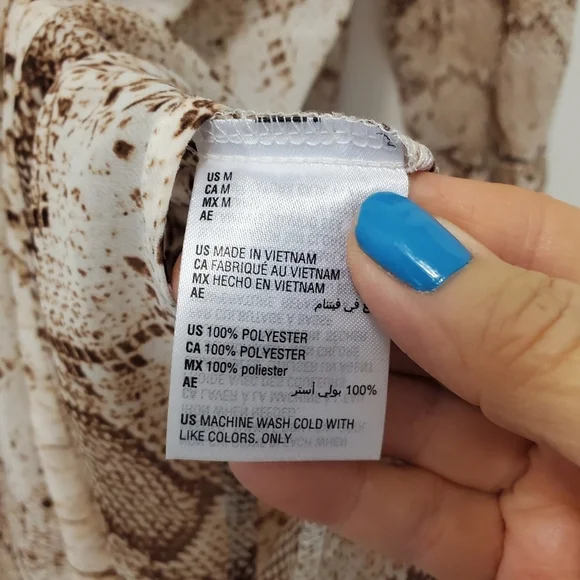 US M
CA M
MX M
AE
US MADE IN VIETNAM
CA FABRIQUÉ AU VIETNAM
MX HECHO EN VIETNAM
AE
في فيتنام
US 100% POLYESTER
CA 100% POLYESTER
MX 100% poliester
AE
100% بولي أستر
US MACHINE WASH COLD WITH
LIKE COLORS. ONLY